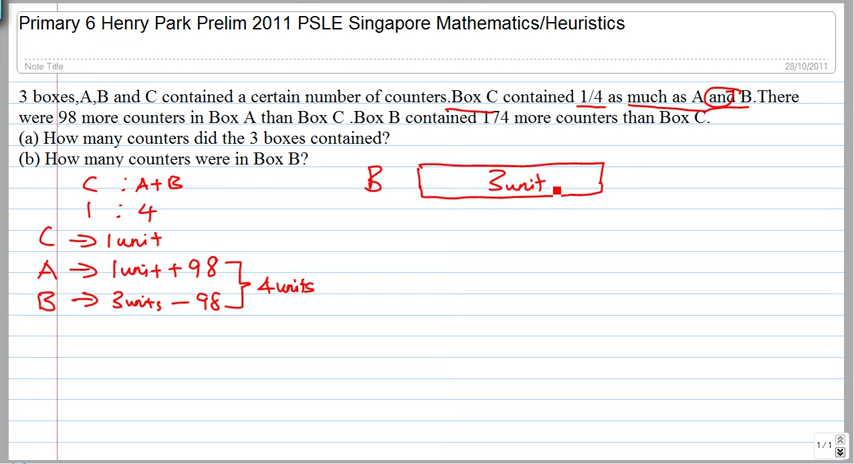 Primary 6 Henry Park Prelim 2011 PSLE Singapore Mathematics/Heuristics
Note Title
28/10/2011
3 boxes,A,B and C contained a certain number of counters.Box C contained 1/4 as much as A and B.There
were 98 more counters in Box A than Box C .Box B contained 174 more counters than Box C.
(a) How many counters did the 3 boxes contained?
(b) How many counters were in Box B?
C : A+B
1 : 4
C ⇒ 1 unit
A ⇒ 1 unit + 98
B ⇒ 3 units - 98
4 units
B 3 unit
1 / 1